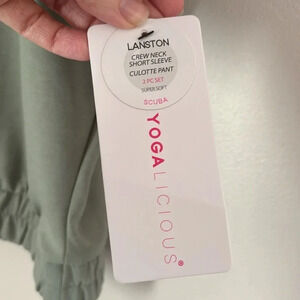 LANSTON
CREW NECK
SHORT SLEEVE
CULOTTE PANT
2 PC SET
SUPER SOFT
SCUBA
YOGALICIOUS®